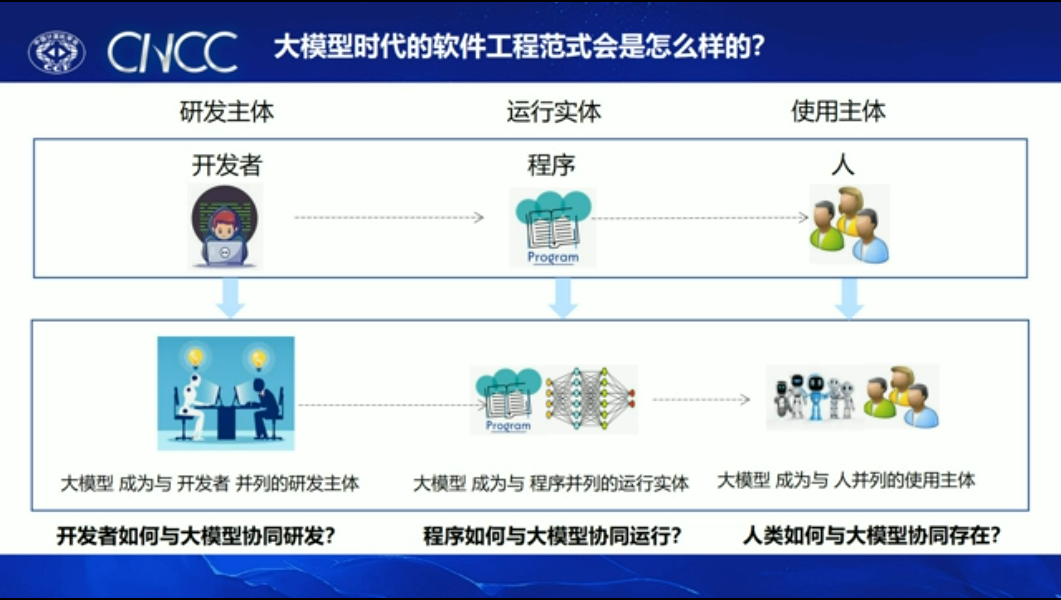 CNCC
CCF
大模型时代的软件工程范式会是怎么样的?
研发主体
运行实体
使用主体
开发者
程序
人
Program
Program
大模型 成为与 开发者 并列的研发主体
大模型 成为与 程序并列的运行实体
大模型 成为与 人并列的使用主体
开发者如何与大模型协同研发?
程序如何与大模型协同运行?
人类如何与大模型协同存在?